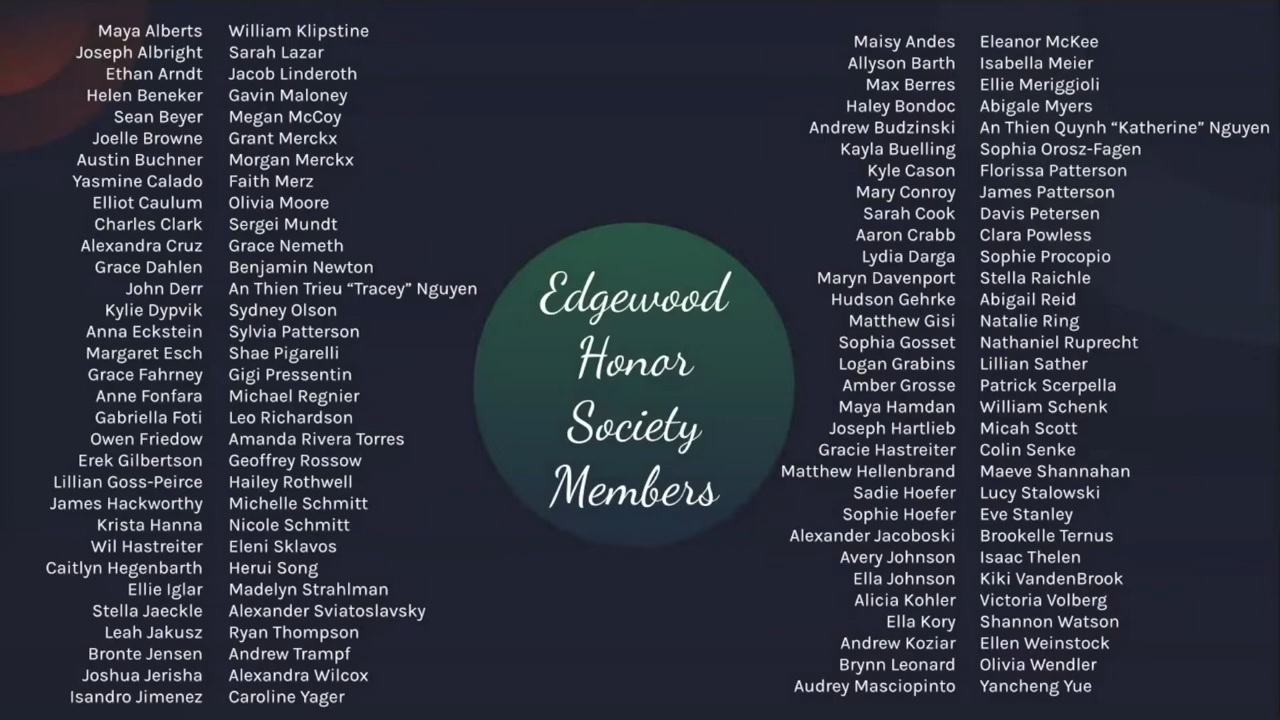 Maya Alberts
Joseph Albright
Ethan Arndt
Helen Beneker
Sean Beyer
Joelle Browne
Austin Buchner
Yasmine Calado
Elliot Caulum
Charles Clark
Alexandra Cruz
Grace Dahlen
John Derr
Kylie Dypvik
Anna Eckstein
Margaret Esch
Grace Fahrney
Anne Fonfara
Gabriella Foti
Owen Friedow
Erek Gilbertson
Lillian Goss-Peirce
James Hackworthy
Krista Hanna
Wil Hastreiter
Caitlyn Hegenbarth
Ellie Iglar
Stella Jaeckle
Leah Jakusz
Bronte Jensen
Joshua Jerisha
Isandro Jimenez
William Klipstine
Sarah Lazar
Jacob Linderoth
Gavin Maloney
Megan McCoy
Grant Merckx
Morgan Merckx
Faith Merz
Olivia Moore
Sergei Mundt
Grace Nemeth
Benjamin Newton
An Thien Trieu “Tracey” Nguyen
Sydney Olson
Sylvia Patterson
Shae Pigarelli
Gigi Pressentin
Michael Regnier
Leo Richardson
Amanda Rivera Torres
Geoffrey Rossow
Hailey Rothwell
Michelle Schmitt
Nicole Schmitt
Eleni Sklavos
Herui Song
Madelyn Strahlman
Alexander Sviatoslavsky
Ryan Thompson
Andrew Trampf
Alexandra Wilcox
Caroline Yager
Edgewood
Honor
Society
Members
Maisy Andes
Allyson Barth
Max Berres
Haley Bondoc
Andrew Budzinski
Kayla Buelling
Kyle Cason
Mary Conroy
Sarah Cook
Aaron Crabb
Lydia Darga
Maryn Davenport
Hudson Gehrke
Matthew Gisi
Sophia Gosset
Logan Grabins
Amber Grosse
Maya Hamdan
Joseph Hartlieb
Gracie Hastreiter
Matthew Hellenbrand
Sadie Hoefer
Sophie Hoefer
Alexander Jacoboski
Avery Johnson
Ella Johnson
Alicia Kohler
Ella Kory
Andrew Koziar
Brynn Leonard
Audrey Masciopinto
Eleanor McKee
Isabella Meier
Ellie Meriggioli
Abigale Myers
An Thien Quynh “Katherine” Nguyen
Sophia Orosz-Fagen
Florissa Patterson
James Patterson
Davis Petersen
Clara Powless
Sophie Procopio
Stella Raichle
Abigail Reid
Natalie Ring
Nathaniel Ruprecht
Lillian Sather
Patrick Scerpella
William Schenk
Micah Scott
Colin Senke
Maeve Shannahan
Lucy Stalowski
Eve Stanley
Brookelle Ternus
Isaac Thelen
Kiki VandenBrook
Victoria Volberg
Shannon Watson
Ellen Weinstock
Olivia Wendler
Yancheng Yue